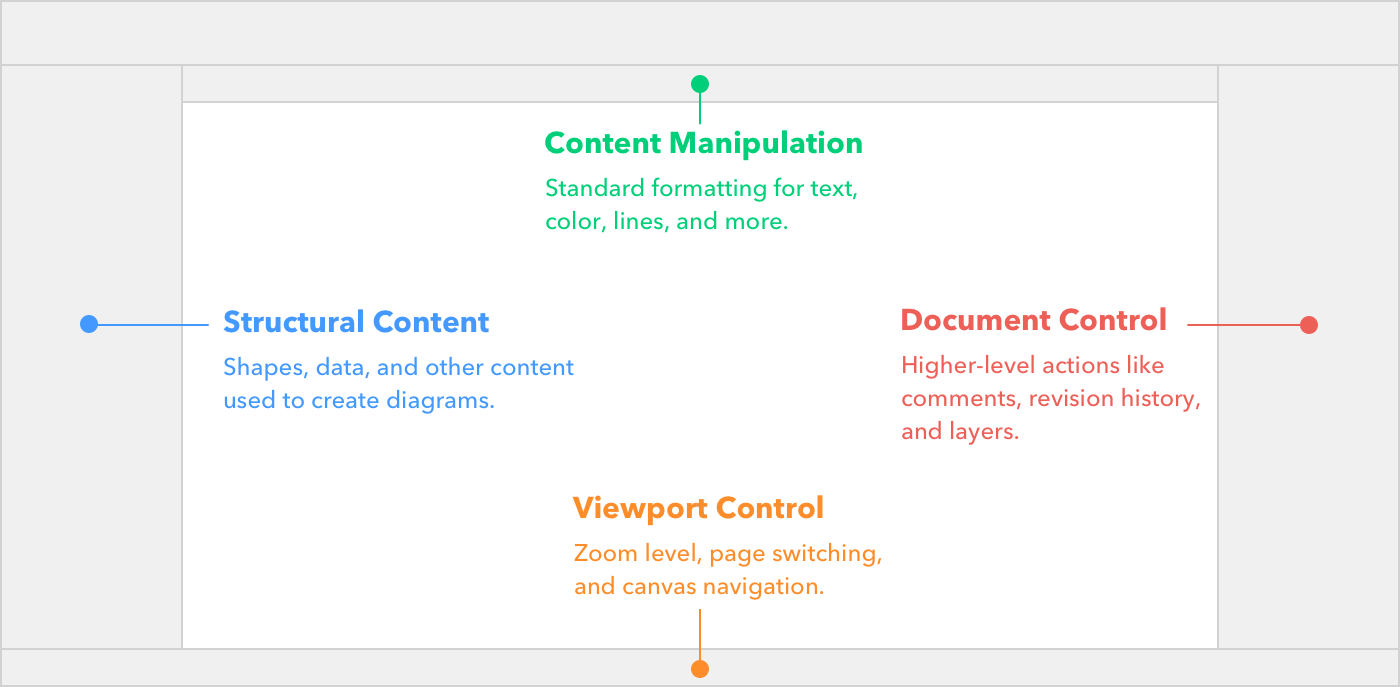 Content Manipulation
Standard formatting for text,
color, lines, and more.
Structural Content
Shapes, data, and other content
used to create diagrams.
Document Control
Higher-level actions like
comments, revision history,
and layers.
Viewport Control
Zoom level, page switching,
and canvas navigation.